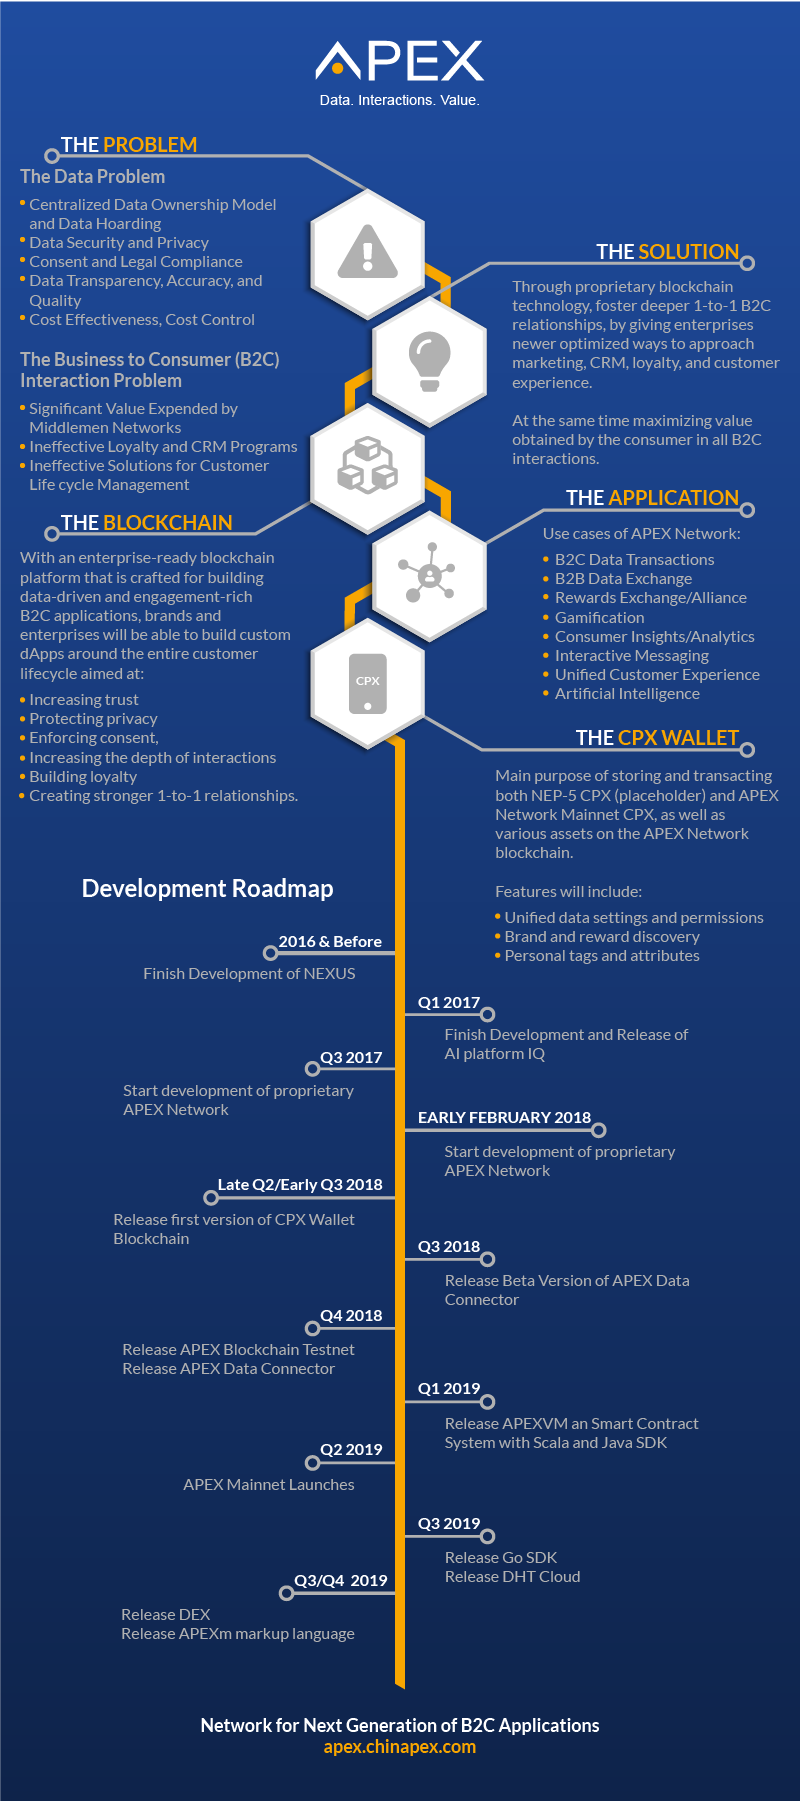 APEX
Data. Interactions. Value.
THE PROBLEM
The Data Problem
• Centralized Data Ownership Model
and Data Hoarding
• Data Security and Privacy
• Consent and Legal Compliance
• Data Transparency, Accuracy, and
Quality
• Cost Effectiveness, Cost Control
The Business to Consumer (B2C)
Interaction Problem
• Significant Value Expended by
Middlemen Networks
• Ineffective Loyalty and CRM Programs
• Ineffective Solutions for Customer
Life cycle Management
THE SOLUTION
Through proprietary blockchain
technology, foster deeper 1-to-1 B2C
relationships, by giving enterprises
newer optimized ways to approach
marketing, CRM, loyalty, and customer
experience.
At the same time maximizing value
obtained by the consumer in all B2C
interactions.
THE BLOCKCHAIN
With an enterprise-ready blockchain
platform that is crafted for building
data-driven and engagement-rich
B2C applications, brands and
enterprises will be able to build custom
dApps around the entire customer
lifecycle aimed at:
• Increasing trust
• Protecting privacy
• Enforcing consent,
• Increasing the depth of interactions
• Building loyalty
• Creating stronger 1-to-1 relationships.
THE APPLICATION
Use cases of APEX Network:
• B2C Data Transactions
• B2B Data Exchange
• Rewards Exchange/Alliance
• Gamification
• Consumer Insights/Analytics
• Interactive Messaging
• Unified Customer Experience
• Artificial Intelligence
CPX
THE CPX WALLET
Main purpose of storing and transacting
both NEP-5 CPX (placeholder) and APEX
Network Mainnet CPX, as well as
various assets on the APEX Network
blockchain.
Features will include:
• Unified data settings and permissions
• Brand and reward discovery
• Personal tags and attributes
Development Roadmap
2016 & Before
Finish Development of NEXUS
Q1 2017
Finish Development and Release of
AI platform IQ
Q3 2017
Start development of proprietary
APEX Network
EARLY FEBRUARY 2018
Start development of proprietary
APEX Network
Late Q2/Early Q3 2018
Release first version of CPX Wallet
Blockchain
Q3 2018
Release Beta Version of APEX Data
Connector
Q4 2018
Release APEX Blockchain Testnet
Release APEX Data Connector
Q1 2019
Release APEXVM an Smart Contract
System with Scala and Java SDK
Q2 2019
APEX Mainnet Launches
Q3 2019
Release Go SDK
Release DHT Cloud
Q3/Q4 2019
Release DEX
Release APEXm markup language
Network for Next Generation of B2C Applications
apex.chinapex.com